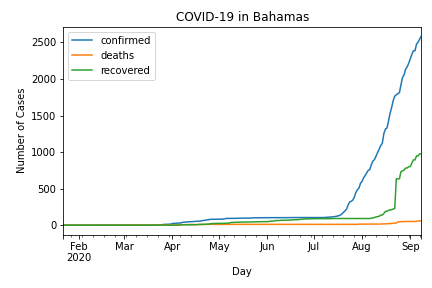 COVID-19 in Bahamas
confirmed
deaths
recovered
Number of Cases
2500
2000
1500
1000
500
0
Feb Mar Apr May Jun Jul Aug Sep
2020
Day